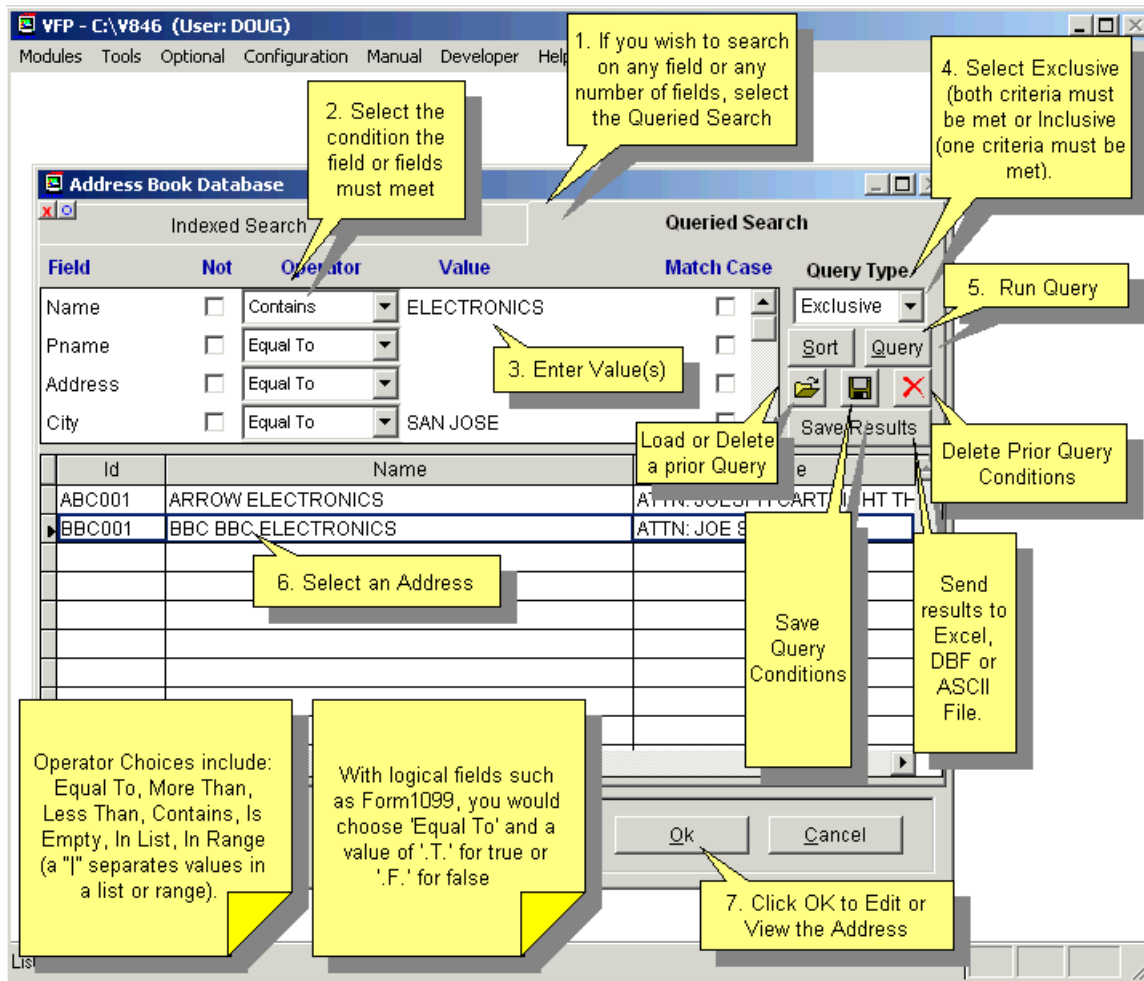 VFP - C:\V846 (User: DOUG)
Modules Tools Optional Configuration Manual Developer Help
1. If you wish to search
on any field or any
number of fields, select
the Queried Search
2. Select the
condition the
field or fields
must meet
4. Select Exclusive
(both criteria must
be met or Inclusive
(one criteria must be
met).
Address Book Database
Indexed Search
Queried Search
Field Not Operator Value Match Case Query Type
Name Contains ELECTRONICS Exclusive
5. Run Query
Pname Equal To
Sort Query
3. Enter Value(s)
Address Equal To
City Equal To SAN JOSE
Save Results
Load or Delete
a prior Query
Delete Prior Query
Conditions
Id Name
ABC001 ARROW ELECTRONICS ATTN:
BBC001 BBC BBC ELECTRONICS ATTN: JOE
6. Select an Address
Save
Query
Conditions
Send
results to
Excel,
DBF or
ASCII
File.
Operator Choices include:
Equal To, More Than,
Less Than, Contains, Is
Empty, In List, In Range
(a "|" separates values in
a list or range).
With logical fields such
as Form1099, you would
choose 'Equal To' and a
value of '.T.' for true or
'.F.' for false
Ok Cancel
7. Click OK to Edit or
View the Address